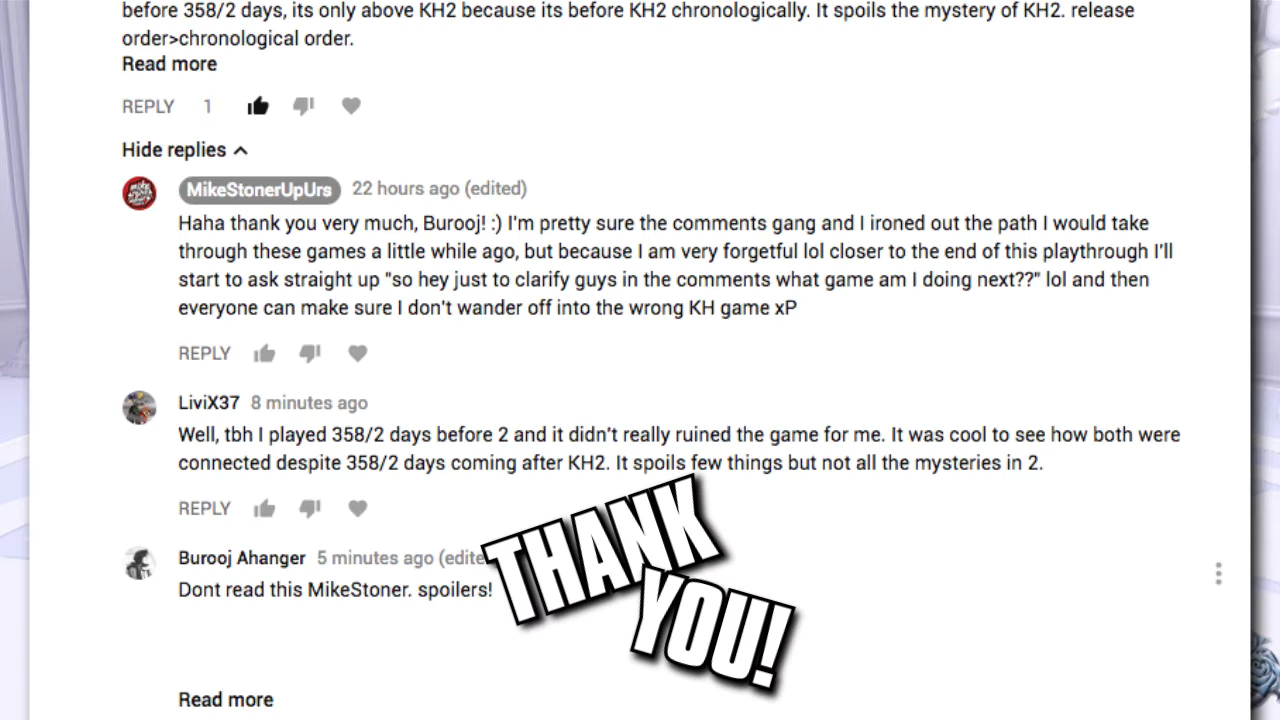 before 358/2 days, its only above KH2 because its before KH2 chronologically. It spoils the mystery of KH2. release
order>chronological order.
Read more
REPLY 1
Hide replies
MikeStonerUpUrs 22 hours ago (edited)
Haha thank you very much, Burooj! :) I'm pretty sure the comments gang and I ironed out the path I would take
through these games a little while ago, but because I am very forgetful lol closer to the end of this playthrough I'll
start to ask straight up "so hey just to clarify guys in the comments what game am I doing next??" lol and then
everyone can make sure I don't wander off into the wrong KH game xP
REPLY
LiviX37 8 minutes ago
Well, tbh I played 358/2 days before 2 and it didn't really ruined the game for me. It was cool to see how both were
connected despite 358/2 days coming after KH2. It spoils few things but not all the mysteries in 2.
REPLY
Burooj Ahanger 5 minutes ago (edite
Dont read this MikeStoner. spoilers!
THANK
YOU!
Read more